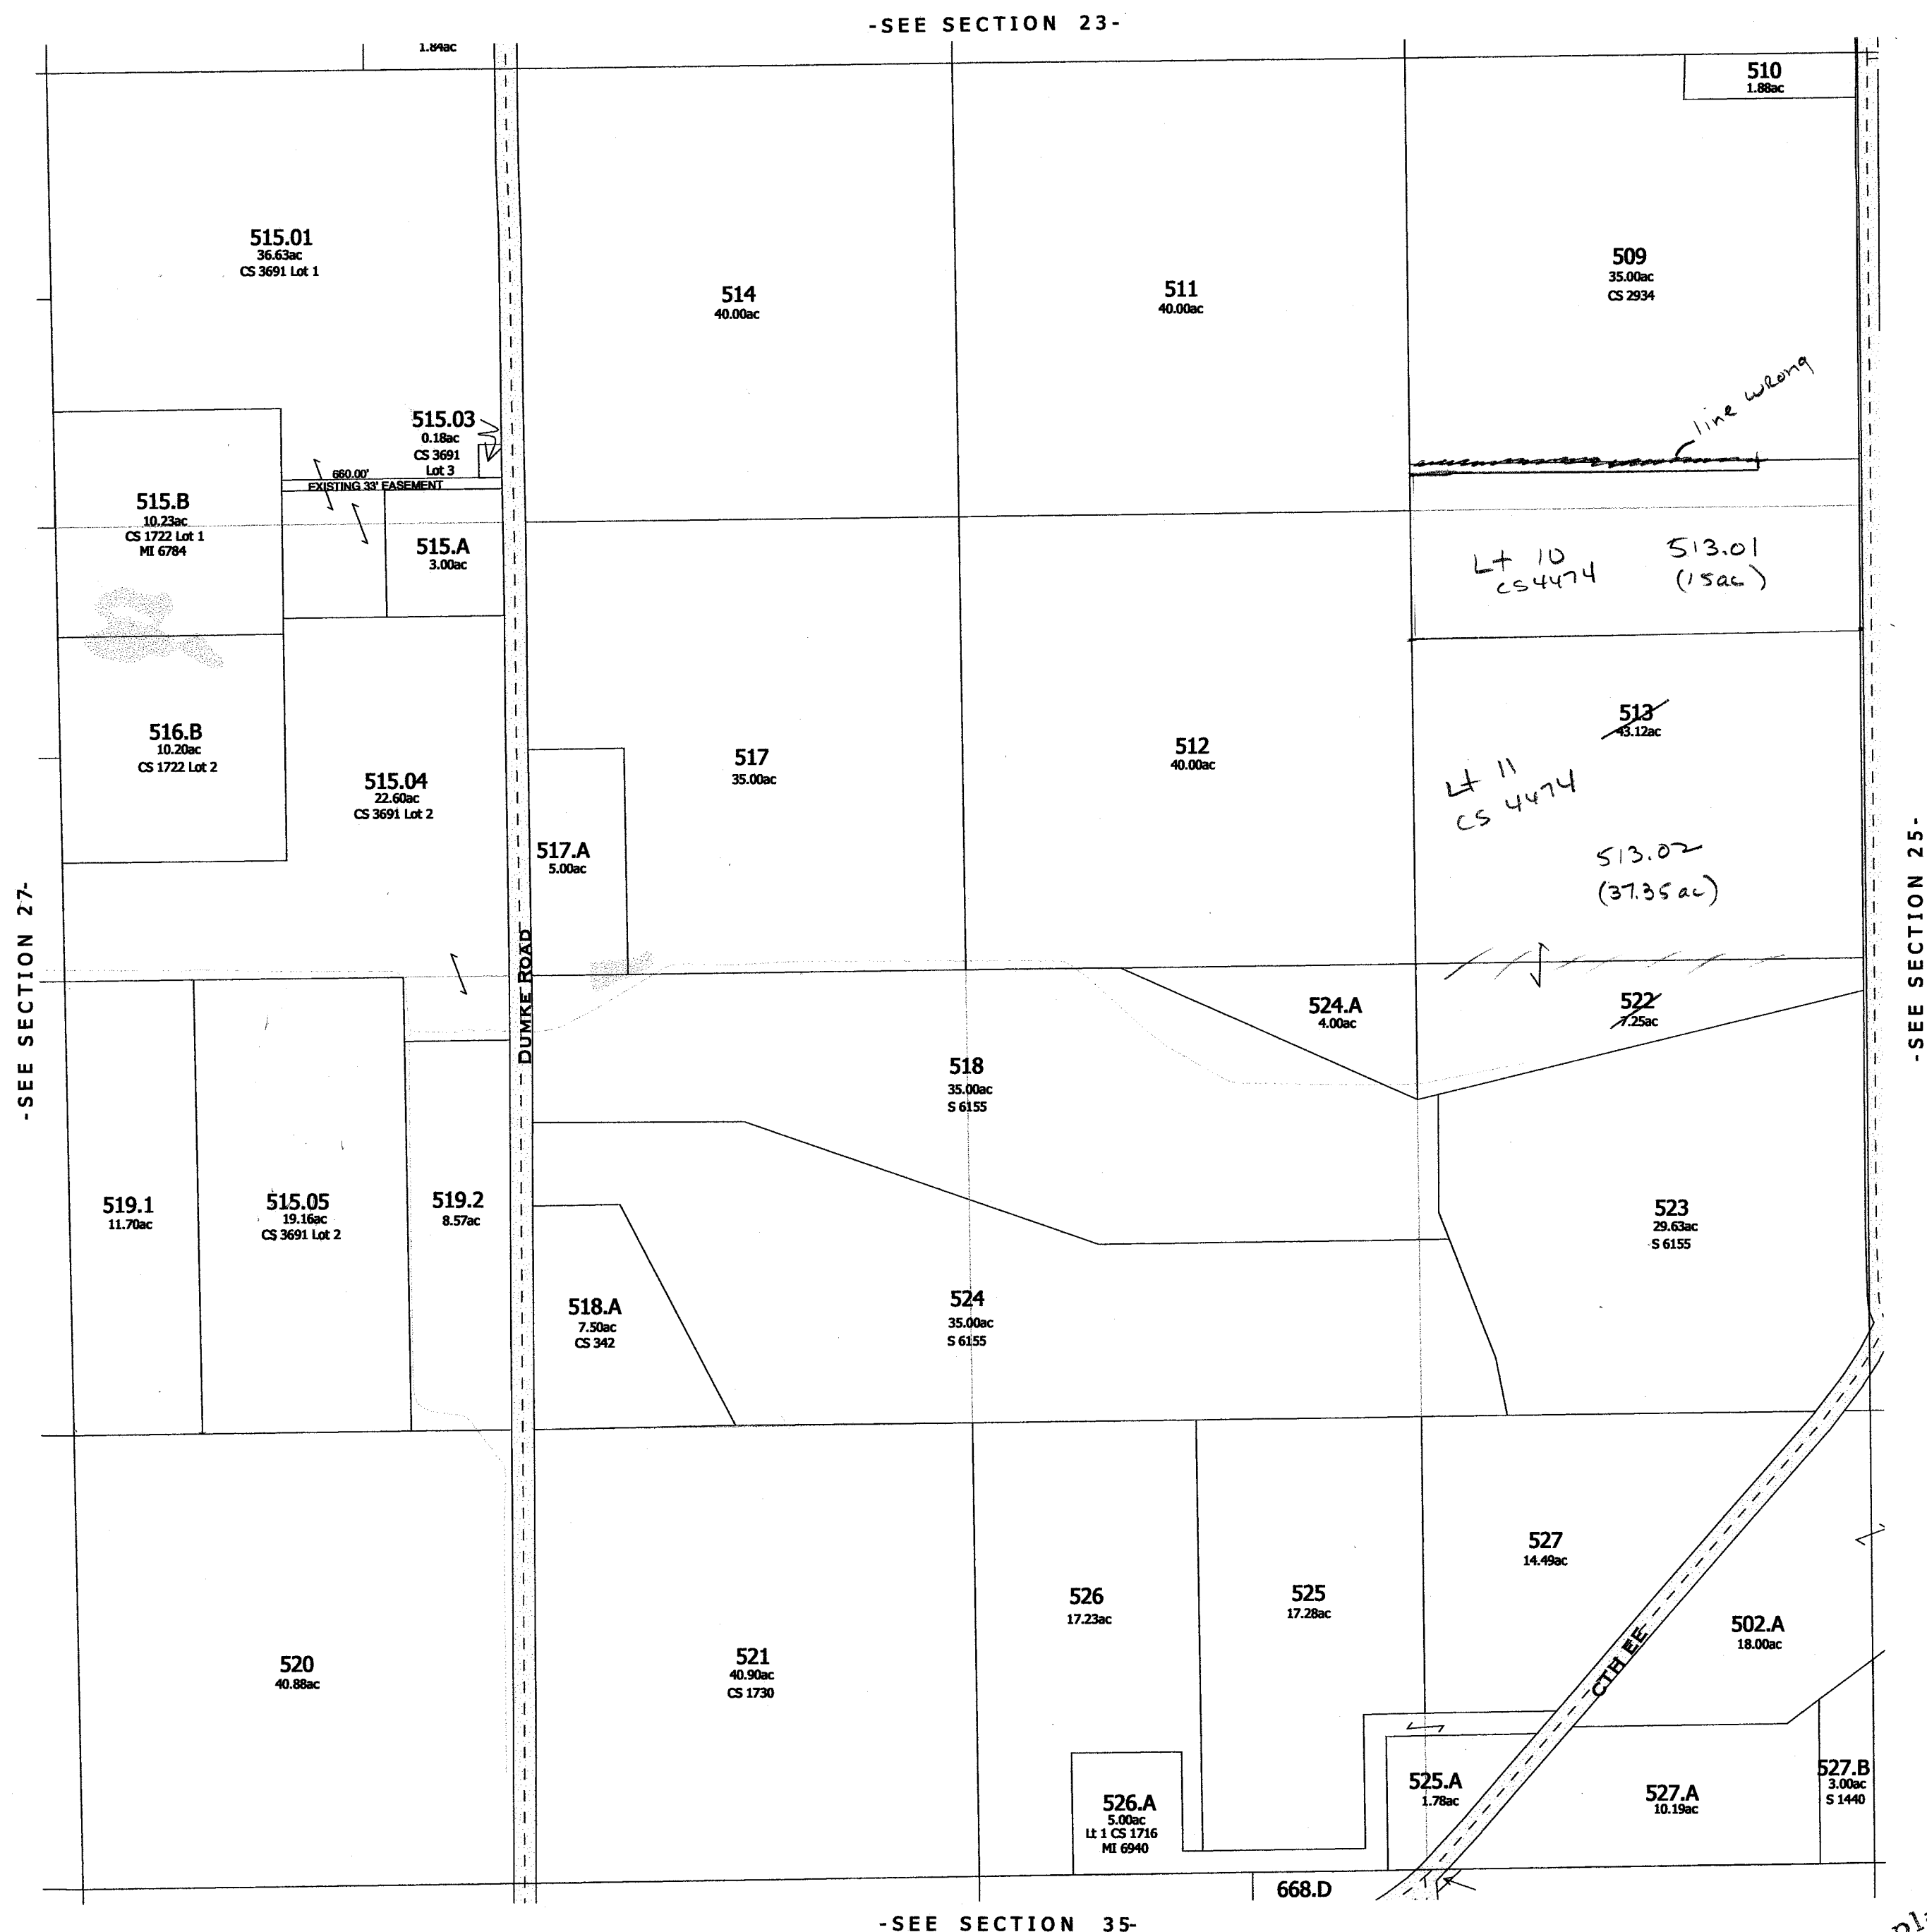 -SEE SECTION 23-
1.84ac
510
1.88ac
515.01
36.63ac
CS 3691 Lot 1
514
40.00ac
511
40.00ac
509
35.00ac
CS 2934
line wrong
515.03
0.18ac
CS 3691
Lot 3
660.00'
EXISTING 33' EASEMENT
515.B
10.23ac
CS 1722 Lot 1
MI 6784
515.A
3.00ac
Lt 10
CS 4474
513.01
(15ac)
516.B
10.20ac
CS 1722 Lot 2
515.04
22.60ac
CS 3691 Lot 2
517
35.00ac
512
40.00ac
513
43.12ac
Lt 11
CS 4474
517.A
5.00ac
513.02
(37.35 ac)
-SEE SECTION 27-
DUMKE ROAD
-SEE SECTION 25-
524.A
4.00ac
522
7.25ac
518
35.00ac
S 6155
519.1
11.70ac
515.05
19.16ac
CS 3691 Lot 2
519.2
8.57ac
523
29.63ac
S 6155
518.A
7.50ac
CS 342
524
35.00ac
S 6155
527
14.49ac
526
17.23ac
525
17.28ac
502.A
18.00ac
CTH EE
520
40.88ac
521
40.90ac
CS 1730
526.A
5.00ac
Lt 1 CS 1716
MI 6940
525.A
1.78ac
527.A
10.19ac
527.B
3.00ac
S 1440
668.D
-SEE SECTION 35-